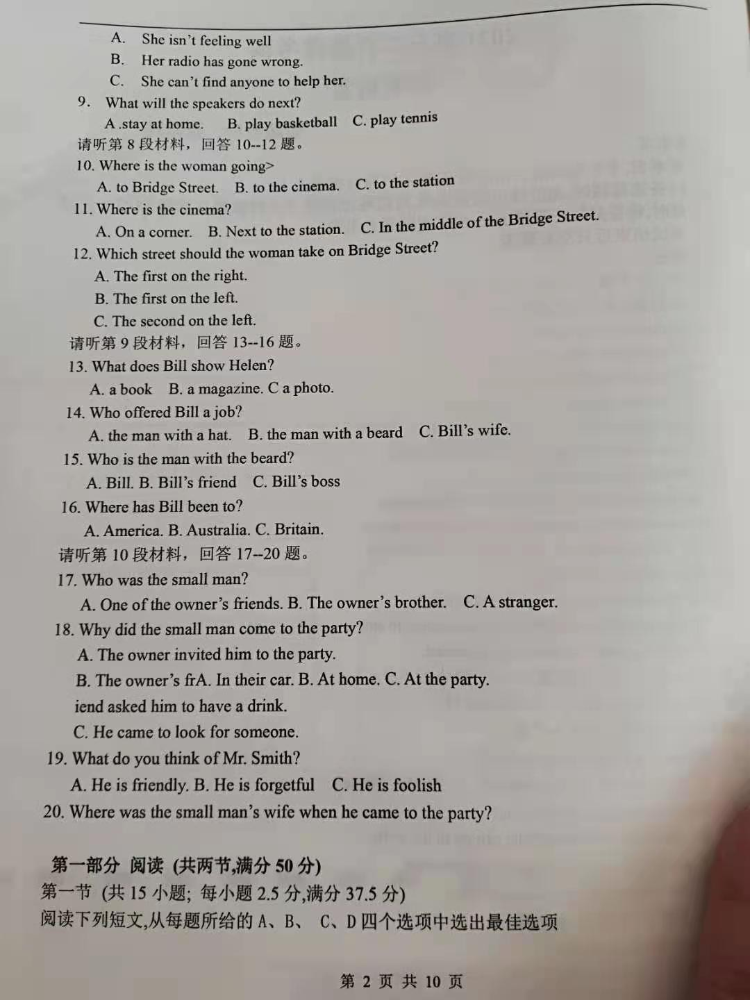 A. She isn't feeling well
B. Her radio has gone wrong.
C. She can't find anyone to help her.
9. What will the speakers do next?
A .stay at home. B. play basketball C. play tennis
请听第 8 段材料，回答 10--12 题。
10. Where is the woman going>
A. to Bridge Street. B. to the cinema. C. to the station
11. Where is the cinema?
A. On a corner. B. Next to the station. C. In the middle of the Bridge Street.
12. Which street should the woman take on Bridge Street?
A. The first on the right.
B. The first on the left.
C. The second on the left.
请听第 9 段材料，回答 13--16 题。
13. What does Bill show Helen?
A. a book B. a magazine. C a photo.
14. Who offered Bill a job?
A. the man with a hat. B. the man with a beard C. Bill's wife.
15. Who is the man with the beard?
A. Bill. B. Bill's friend C. Bill's boss
16. Where has Bill been to?
A. America. B. Australia. C. Britain.
请听第 10 段材料，回答 17--20 题。
17. Who was the small man?
A. One of the owner's friends. B. The owner's brother. C. A stranger.
18. Why did the small man come to the party?
A. The owner invited him to the party.
B. The owner's frA. In their car. B. At home. C. At the party.
iend asked him to have a drink.
C. He came to look for someone.
19. What do you think of Mr. Smith?
A. He is friendly. B. He is forgetful C. He is foolish
20. Where was the small man's wife when he came to the party?
第一部分 阅读 (共两节,满分 50 分)
第一节 (共 15 小题; 每小题 2.5 分,满分 37.5 分)
阅读下列短文,从每题所给的 A、B、 C、D 四个选项中选出最佳选项
第 2 页 共 10 页